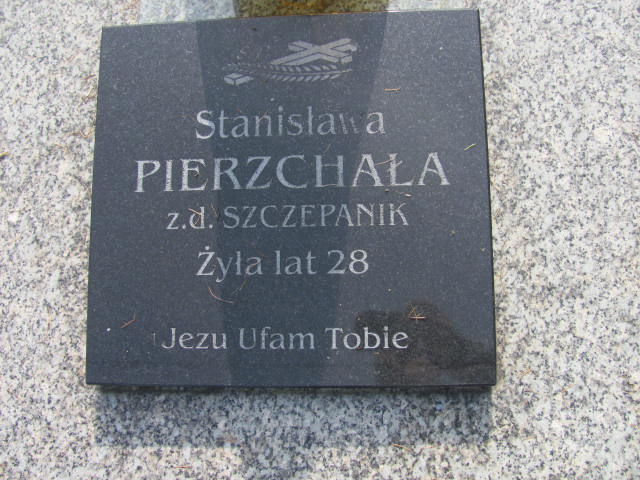 Stanisława
PIERZCHAŁA
z.d. SZCZEPANIK
Żyła lat 28
Jezu Ufam Tobie